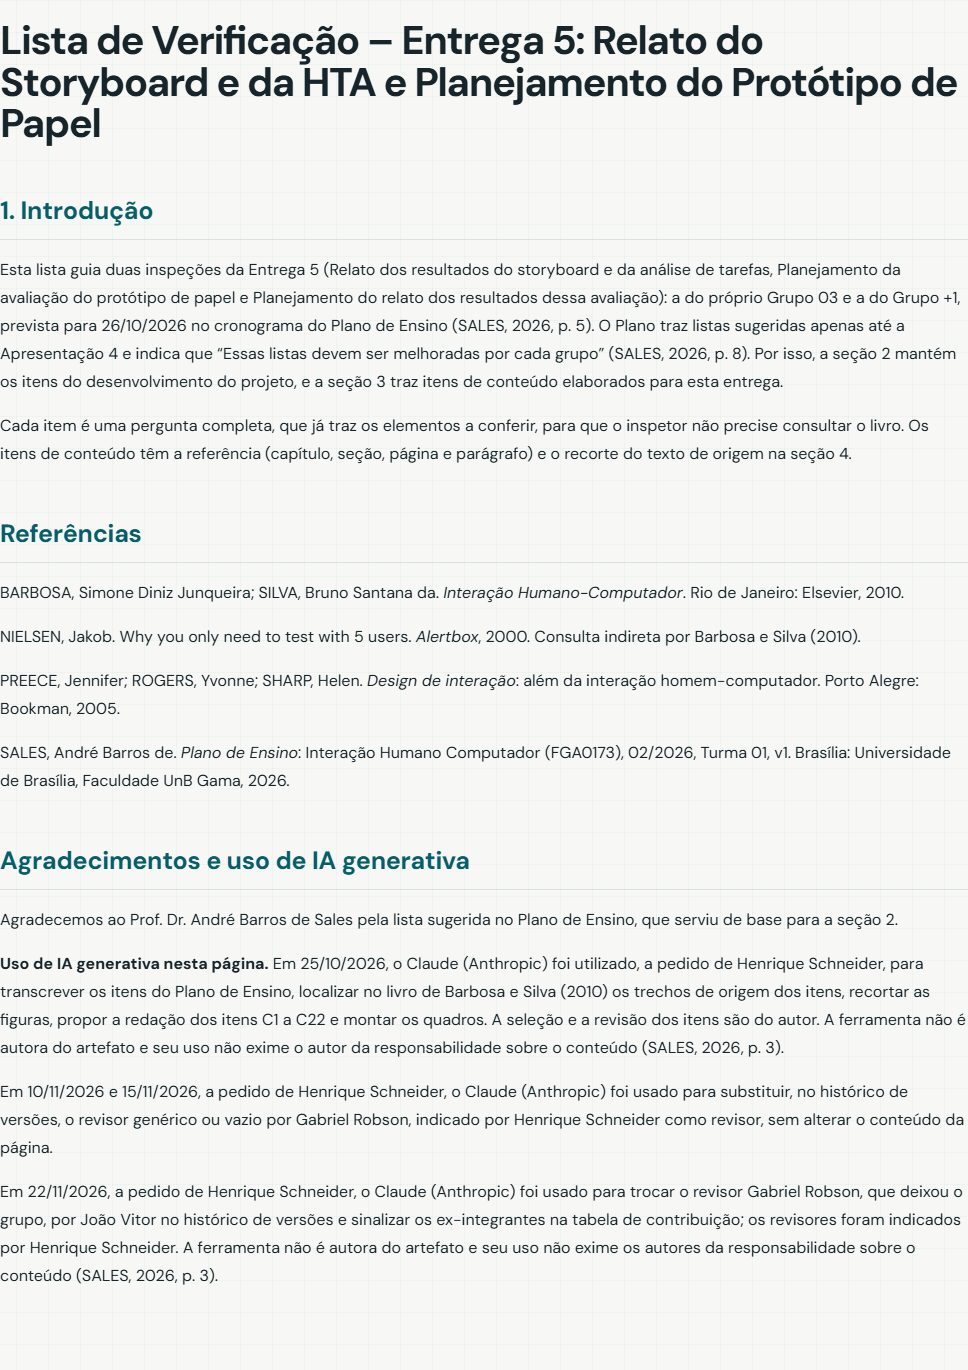 Lista de Verificação – Entrega 5: Relato do
Storyboard e da HTA e Planejamento do Protótipo de
Papel
1. Introdução
Esta lista guia duas inspeções da Entrega 5 (Relato dos resultados do storyboard e da análise de tarefas, Planejamento da
avaliação do protótipo de papel e Planejamento do relato dos resultados dessa avaliação): a do próprio Grupo 03 e a do Grupo +1,
prevista para 26/10/2026 no cronograma do Plano de Ensino (SALES, 2026, p. 5). O Plano traz listas sugeridas apenas até a
Apresentação 4 e indica que “Essas listas devem ser melhoradas por cada grupo” (SALES, 2026, p. 8). Por isso, a seção 2 mantém
os itens do desenvolvimento do projeto, e a seção 3 traz itens de conteúdo elaborados para esta entrega.
Cada item é uma pergunta completa, que já traz os elementos a conferir, para que o inspetor não precise consultar o livro. Os
itens de conteúdo têm a referência (capítulo, seção, página e parágrafo) e o recorte do texto de origem na seção 4.
Referências
BARBOSA, Simone Diniz Junqueira; SILVA, Bruno Santana da. Interação Humano-Computador. Rio de Janeiro: Elsevier, 2010.
NIELSEN, Jakob. Why you only need to test with 5 users. Alertbox, 2000. Consulta indireta por Barbosa e Silva (2010).
PREECE, Jennifer; ROGERS, Yvonne; SHARP, Helen. Design de interação: além da interação homem-computador. Porto Alegre:
Bookman, 2005.
SALES, André Barros de. Plano de Ensino: Interação Humano Computador (FGA0173), 02/2026, Turma 01, v1. Brasília: Universidade
de Brasília, Faculdade UnB Gama, 2026.
Agradecimentos e uso de IA generativa
Agradecemos ao Prof. Dr. André Barros de Sales pela lista sugerida no Plano de Ensino, que serviu de base para a seção 2.
Uso de IA generativa nesta página. Em 25/10/2026, o Claude (Anthropic) foi utilizado, a pedido de Henrique Schneider, para
transcrever os itens do Plano de Ensino, localizar no livro de Barbosa e Silva (2010) os trechos de origem dos itens, recortar as
figuras, propor a redação dos itens C1 a C22 e montar os quadros. A seleção e a revisão dos itens são do autor. A ferramenta não é
autora do artefato e seu uso não exime o autor da responsabilidade sobre o conteúdo (SALES, 2026, p. 3).
Em 10/11/2026 e 15/11/2026, a pedido de Henrique Schneider, o Claude (Anthropic) foi usado para substituir, no histórico de
versões, o revisor genérico ou vazio por Gabriel Robson, indicado por Henrique Schneider como revisor, sem alterar o conteúdo da
página.
Em 22/11/2026, a pedido de Henrique Schneider, o Claude (Anthropic) foi usado para trocar o revisor Gabriel Robson, que deixou o
grupo, por João Vitor no histórico de versões e sinalizar os ex-integrantes na tabela de contribuição; os revisores foram indicados
por Henrique Schneider. A ferramenta não é autora do artefato e seu uso não exime os autores da responsabilidade sobre o
conteúdo (SALES, 2026, p. 3).